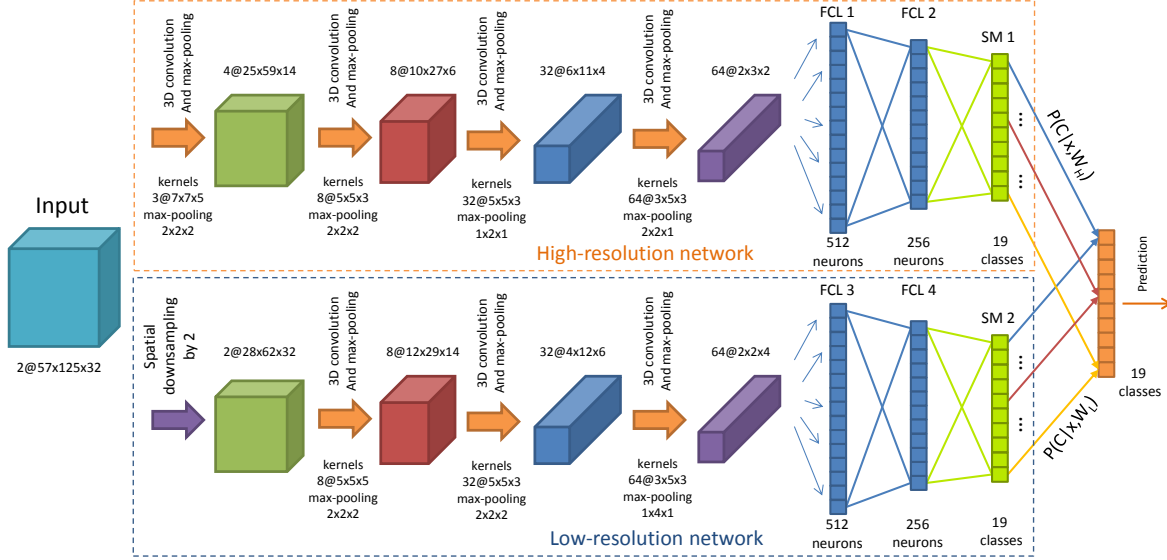 Input
2@57x125x32
3D convolution
And max-pooling
kernels
3@7x7x5
max-pooling
2x2x2
4@25x59x14
3D convolution
And max-pooling
kernels
8@5x5x3
max-pooling
2x2x2
8@10x27x6
3D convolution
And max-pooling
kernels
32@5x5x3
max-pooling
1x2x1
32@6x11x4
3D convolution
And max-pooling
kernels
64@3x5x3
max-pooling
2x2x1
64@2x3x2
FCL 1
512
neurons
FCL 2
256
neurons
SM 1
...
...
19
classes
P(C|x,W_H)
High-resolution network
Spatial
downsampling
by 2
2@28x62x32
3D convolution
And max-pooling
kernels
8@5x5x5
max-pooling
2x2x2
8@12x29x14
3D convolution
And max-pooling
kernels
32@5x5x3
max-pooling
2x2x2
32@4x12x6
3D convolution
And max-pooling
kernels
64@3x5x3
max-pooling
1x4x1
64@2x2x4
FCL 3
512
neurons
FCL 4
256
neurons
SM 2
...
...
19
classes
P(C|x,W_L)
Low-resolution network
Prediction
19
classes